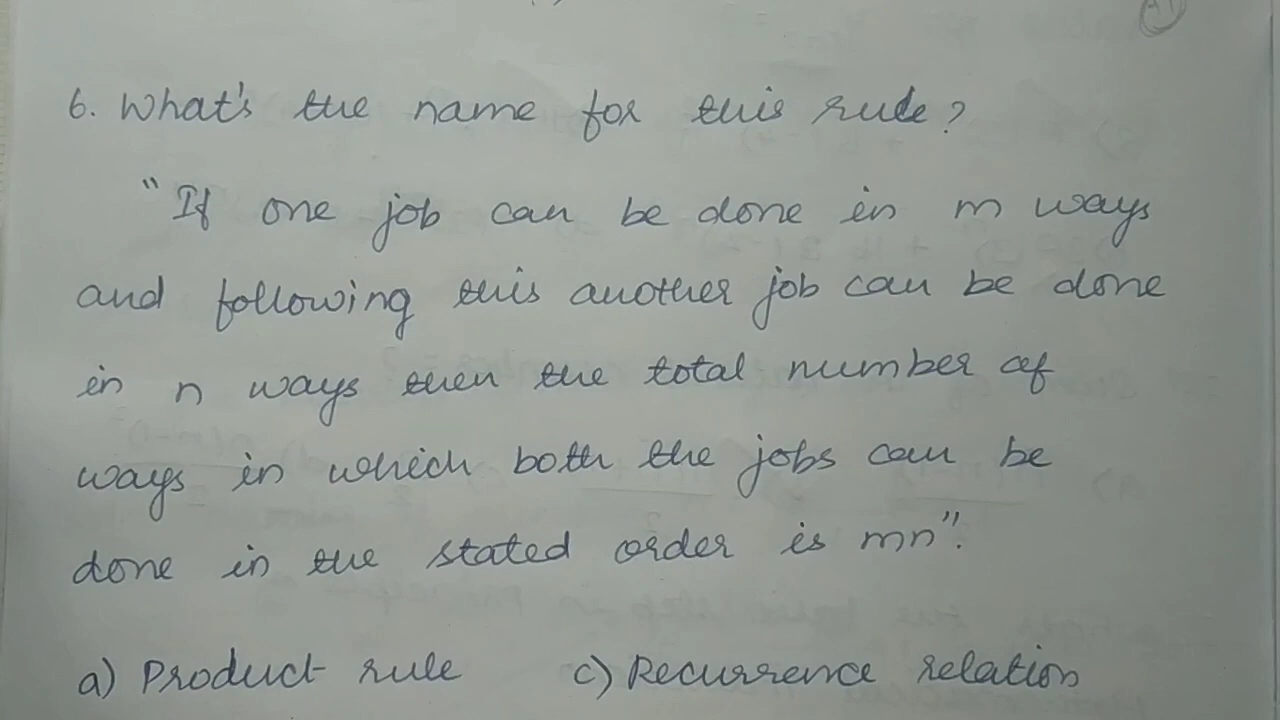 6. What's the name for this rule?
"If one job can be done in m ways
and following this another job can be done
in n ways then the total number of
ways in which both the jobs can be
done in the stated order is mn".
a) Product rule c) Recurrence relation